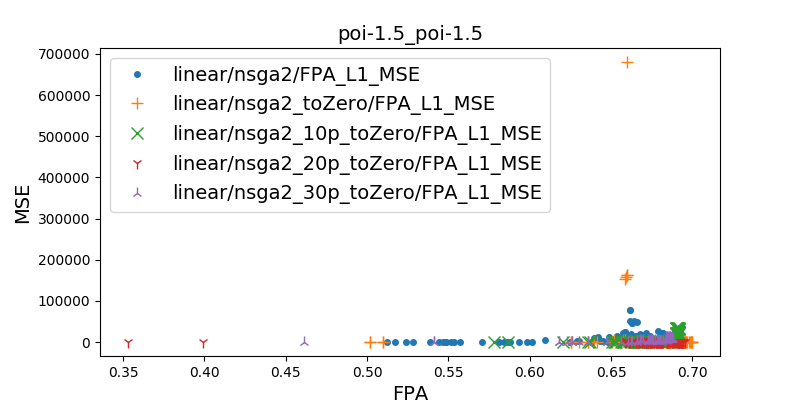 poi-1.5_poi-1.5
700000
600000
500000
400000
300000
200000
100000
0
MSE
linear/nsga2/FPA_L1_MSE
linear/nsga2_toZero/FPA_L1_MSE
linear/nsga2_10p_toZero/FPA_L1_MSE
linear/nsga2_20p_toZero/FPA_L1_MSE
linear/nsga2_30p_toZero/FPA_L1_MSE
0.35 0.40 0.45 0.50 0.55 0.60 0.65 0.70
FPA